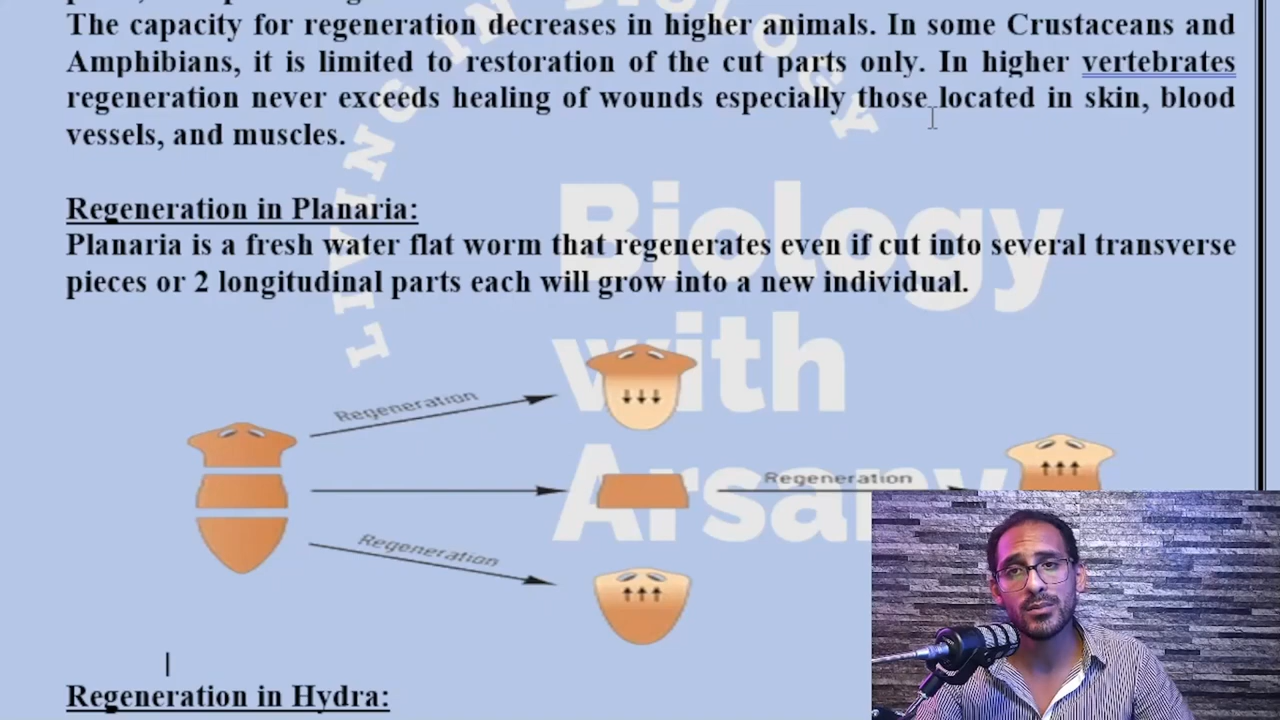 The capacity for regeneration decreases in higher animals. In some Crustaceans and
Amphibians, it is limited to restoration of the cut parts only. In higher vertebrates
regeneration never exceeds healing of wounds especially those located in skin, blood
vessels, and muscles.
LIVING IN BIOLOGY
Biology
with
Arsany
Regeneration in Planaria:
Planaria is a fresh water flat worm that regenerates even if cut into several transverse
pieces or 2 longitudinal parts each will grow into a new individual.
Regeneration
Regeneration
Regeneration
Regeneration in Hydra: